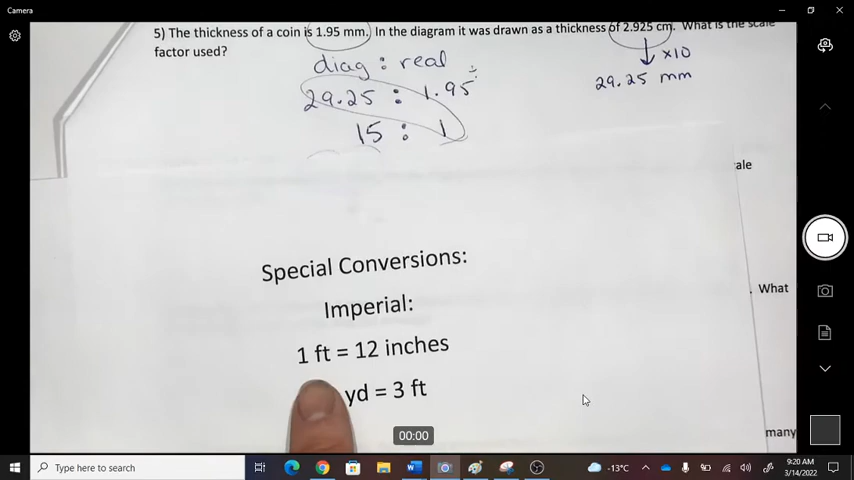 Camera
5) The thickness of a coin is 1.95 mm. In the diagram it was drawn as a thickness of 2.925 cm. What is the scale
factor used?
diag : real
×10
29.25 : 1.95 ÷
29.25 mm
15 : 1
ale
Special Conversions:
. What
Imperial:
1 ft = 12 inches
yd = 3 ft
many
00:00
Type here to search
-13°C
9:20 AM
3/14/2022